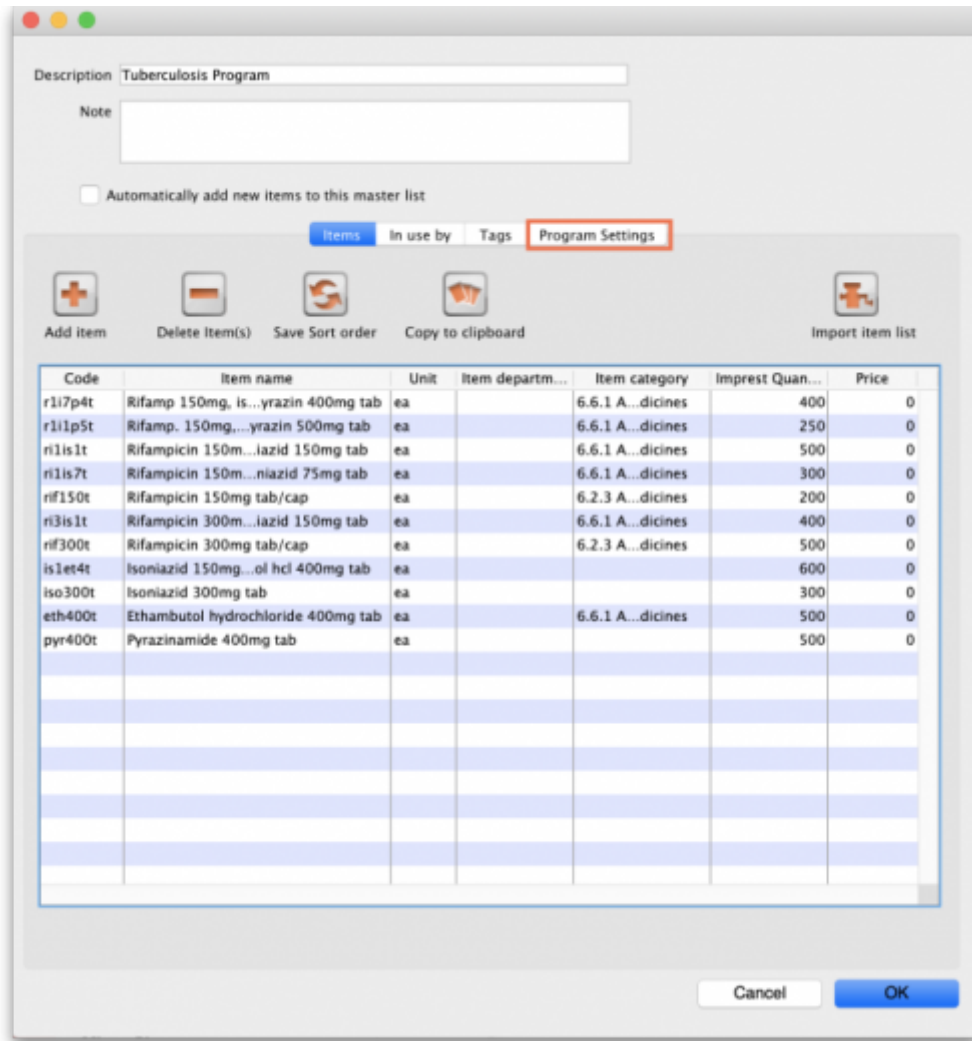 Description Tuberculosis Program
Note
Automatically add new items to this master list
Items In use by Tags Program Settings
Add item Delete Item(s) Save Sort order Copy to clipboard Import item list
Code Item name Unit Item departm... Item category Imprest Quan... Price
r1i7p4t Rifamp 150mg, is...yrazin 400mg tab ea 6.6.1 A...dicines 400 0
r1i1p5t Rifamp. 150mg,...yrazin 500mg tab ea 6.6.1 A...dicines 250 0
ri1is1t Rifampicin 150m...iazid 150mg tab ea 6.6.1 A...dicines 500 0
ri1is7t Rifampicin 150m...niazid 75mg tab ea 6.6.1 A...dicines 300 0
rif150t Rifampicin 150mg tab/cap ea 6.2.3 A...dicines 200 0
ri3is1t Rifampicin 300m...iazid 150mg tab ea 6.6.1 A...dicines 400 0
rif300t Rifampicin 300mg tab/cap ea 6.2.3 A...dicines 500 0
is1et4t Isoniazid 150mg...ol hcl 400mg tab ea 600 0
iso300t Isoniazid 300mg tab ea 300 0
eth400t Ethambutol hydrochloride 400mg tab ea 6.6.1 A...dicines 500 0
pyr400t Pyrazinamide 400mg tab ea 500 0
Cancel OK